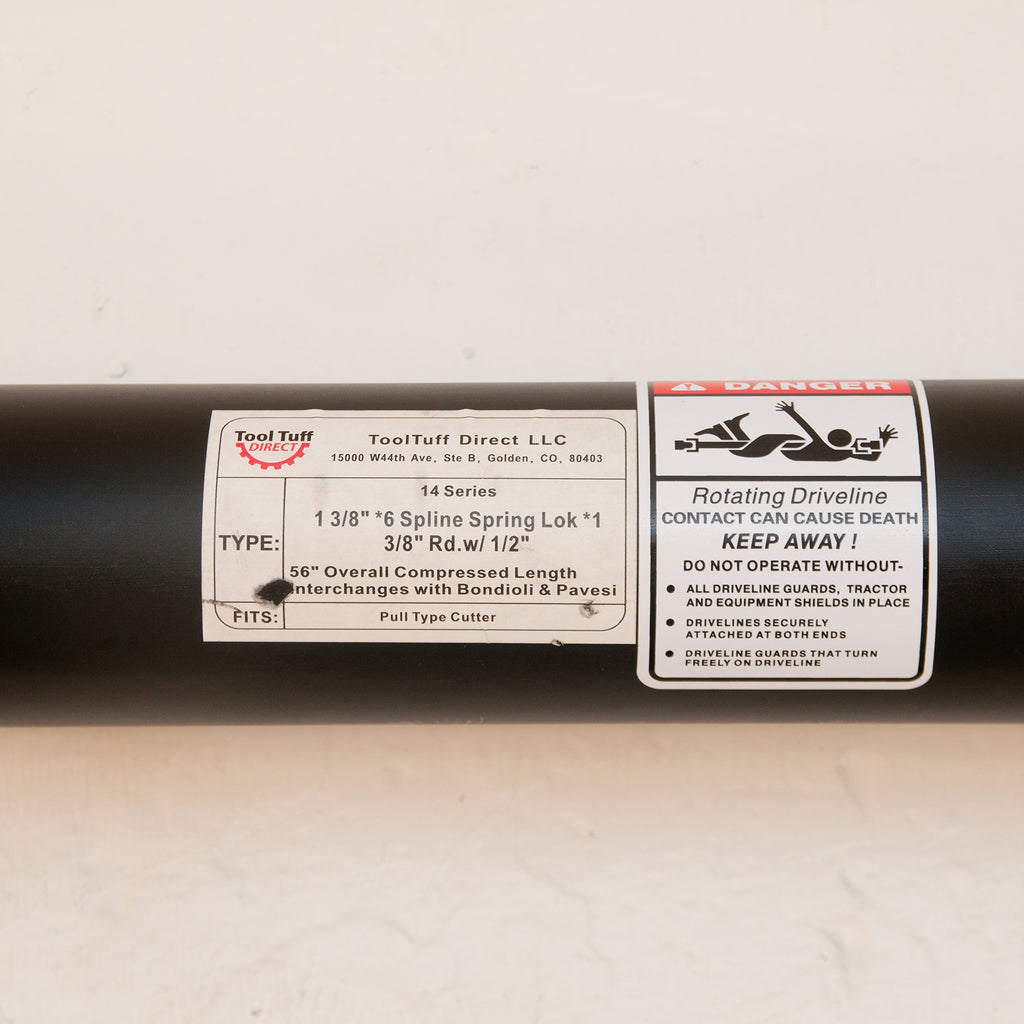 Tool Tuff
DIRECT
ToolTuff Direct LLC
15000 W44th Ave, Ste B, Golden, CO, 80403
14 Series
TYPE:
1 3/8" *6 Spline Spring Lok *1
3/8" Rd.w/ 1/2"
56" Overall Compressed Length
nterchanges with Bondioli & Pavesi
FITS:
Pull Type Cutter
DANGER
Rotating Driveline
CONTACT CAN CAUSE DEATH
KEEP AWAY !
DO NOT OPERATE WITHOUT-
● ALL DRIVELINE GUARDS, TRACTOR
AND EQUIPMENT SHIELDS IN PLACE
● DRIVELINES SECURELY
ATTACHED AT BOTH ENDS
● DRIVELINE GUARDS THAT TURN
FREELY ON DRIVELINE